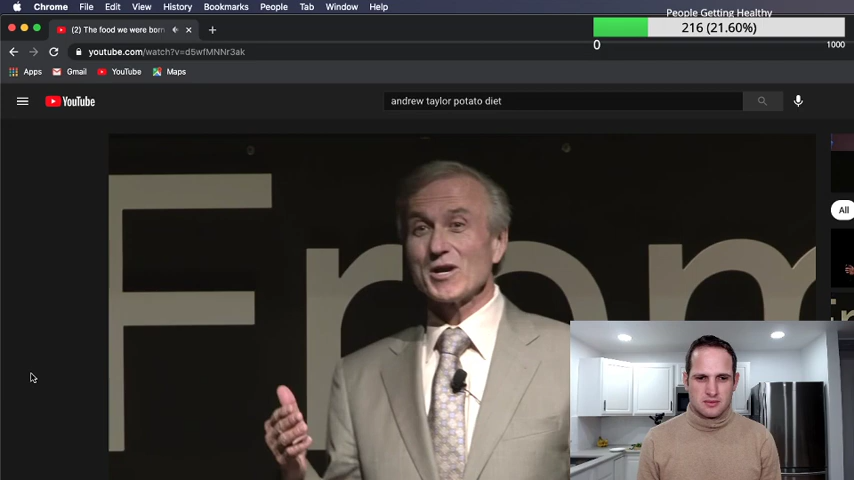 Chrome File Edit View History Bookmarks People Tab Window Help
People Getting Healthy
216 (21.60%)
0 1000
(2) The food we were born
youtube.com/watch?v=d5wfMNNr3ak
Apps Gmail YouTube Maps
YouTube
andrew taylor potato diet
All
From